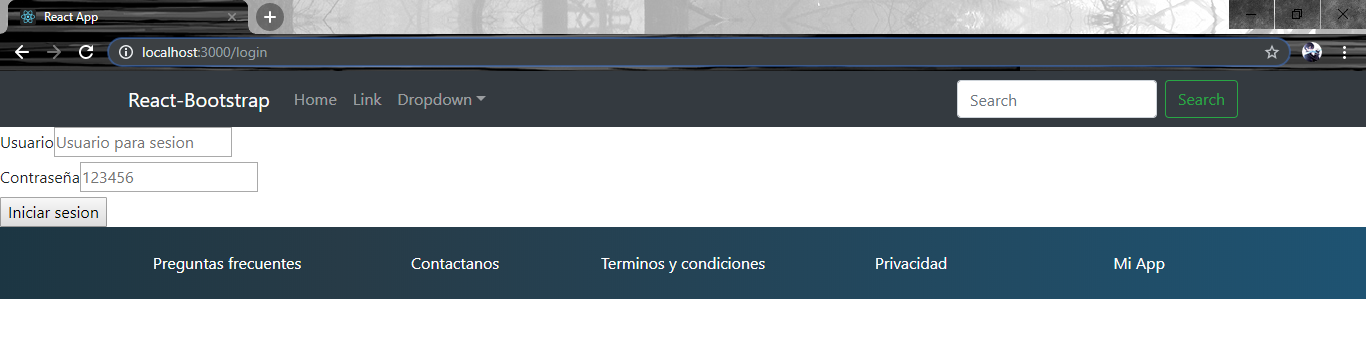 React App
localhost:3000/login
React-Bootstrap Home Link Dropdown Search Search
Usuario Usuario para sesion
Contraseña 123456
Iniciar sesion
Preguntas frecuentes Contactanos Terminos y condiciones Privacidad Mi App